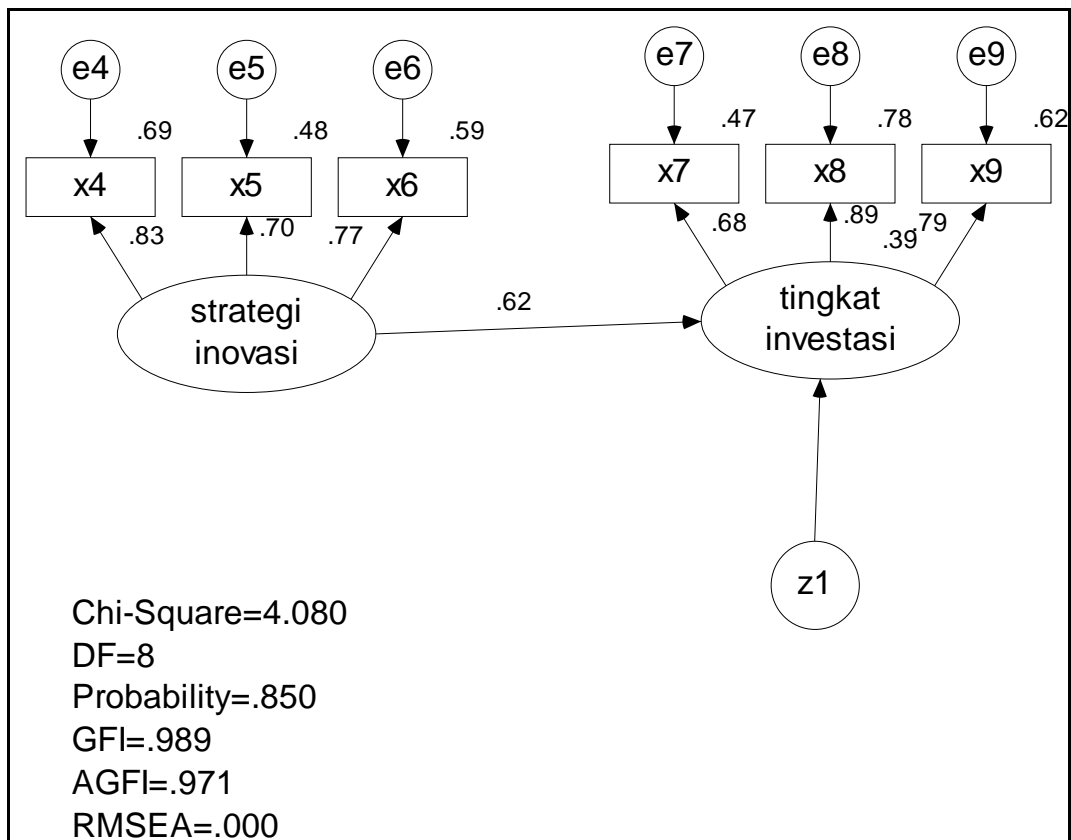 e4 e5 e6 e7 e8 e9
.69 .48 .59 .47 .78 .62
x4 x5 x6 x7 x8 x9
.83 .70 .77 .68 .89 .39 .79
strategi
inovasi
.62
tingkat
investasi
z1
Chi-Square=4.080
DF=8
Probability=.850
GFI=.989
AGFI=.971
RMSEA=.000